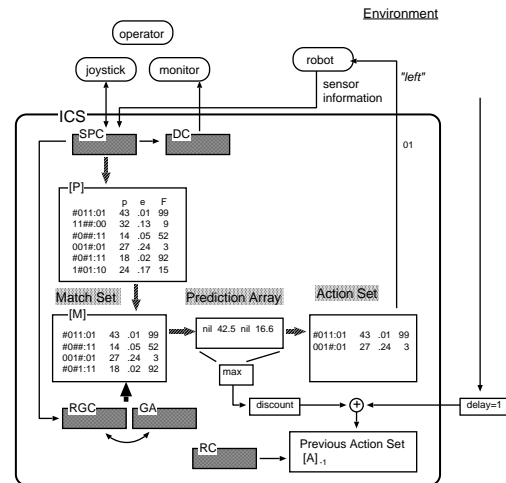 Environment
operator
joystick
monitor
robot
"left"
sensor
information
ICS
SPC
DC
01
[P]
p e F
#011:01 43 .01 99
11##:00 32 .13 9
#0##:11 14 .05 52
001#:01 27 .24 3
#0#1:11 18 .02 92
1#01:10 24 .17 15
Match Set
Prediction Array
Action Set
[M]
#011:01 43 .01 99
#0##:11 14 .05 52
001#:01 27 .24 3
#0#1:11 18 .02 92
nil 42.5 nil 16.6
#011:01 43 .01 99
001#:01 27 .24 3
max
RGC
GA
discount
+
delay=1
RC
Previous Action Set
[A]-1